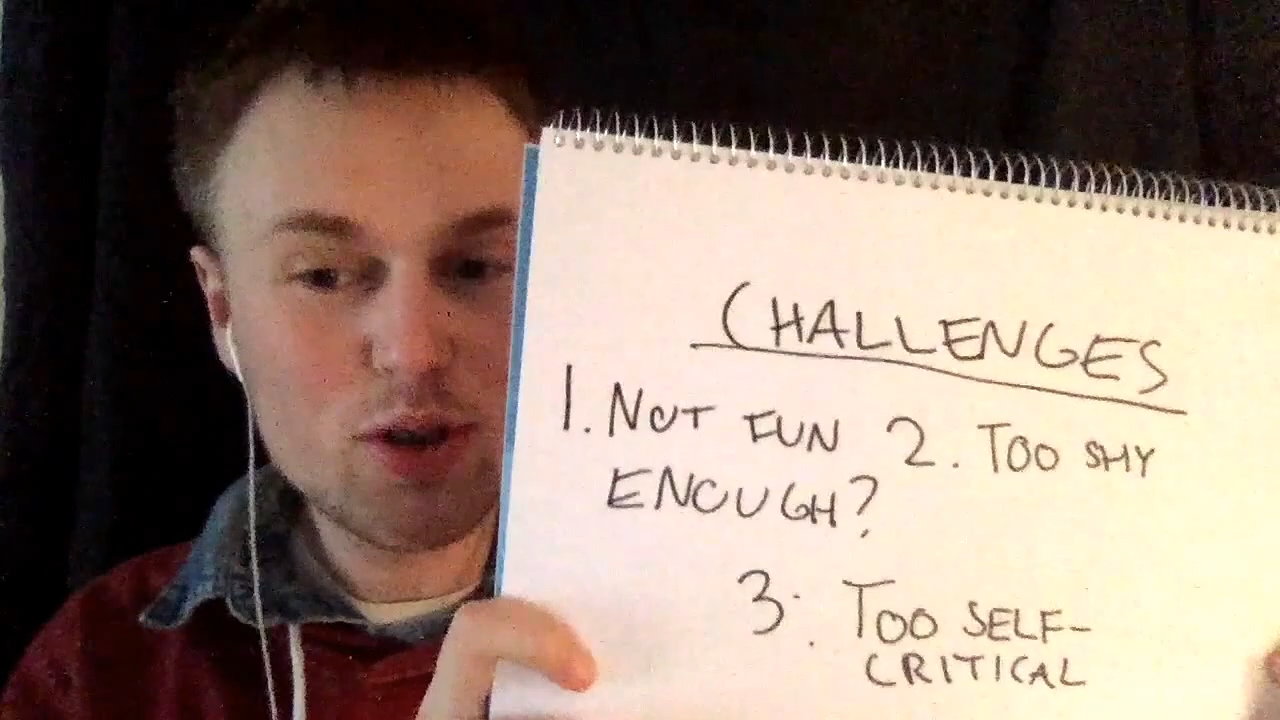 CHALLENGES
1. NOT FUN
ENOUGH?
2. TOO SHY
3. TOO SELF-
CRITICAL